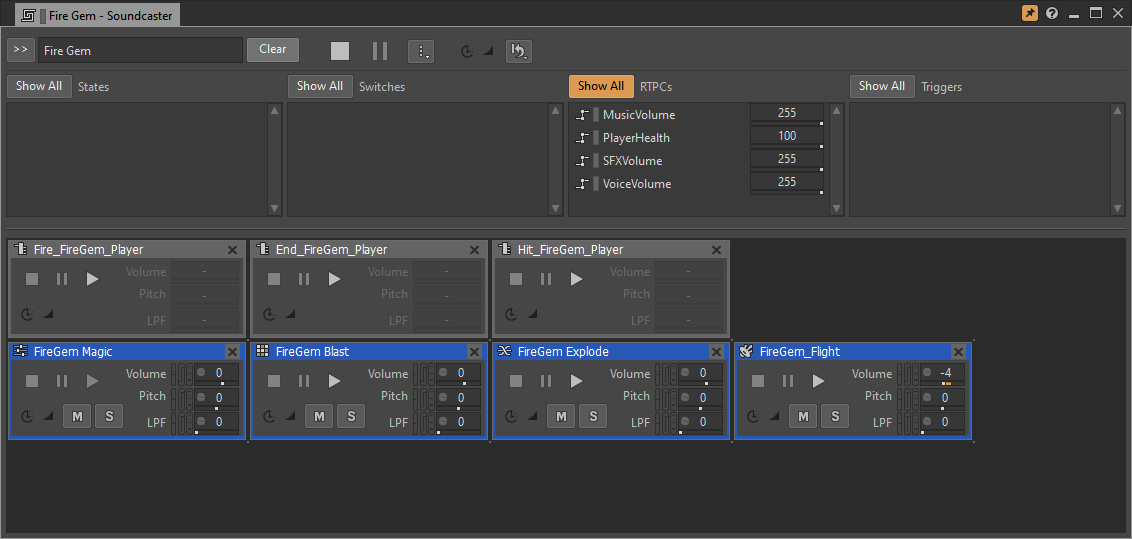 Fire Gem - Soundcaster
>> Fire Gem Clear
Show All States Show All Switches Show All RTPCs Show All Triggers
MusicVolume 255
PlayerHealth 100
SFXVolume 255
VoiceVolume 255
Fire_FireGem_Player End_FireGem_Player Hit_FireGem_Player
Volume - Volume - Volume -
Pitch - Pitch - Pitch -
LPF - LPF - LPF -
FireGem Magic FireGem Blast FireGem Explode FireGem_Flight
Volume 0 Volume 0 Volume 0 Volume -4
Pitch 0 Pitch 0 Pitch 0 Pitch 0
M S LPF 0 M S LPF 0 M S LPF 0 M S LPF 0